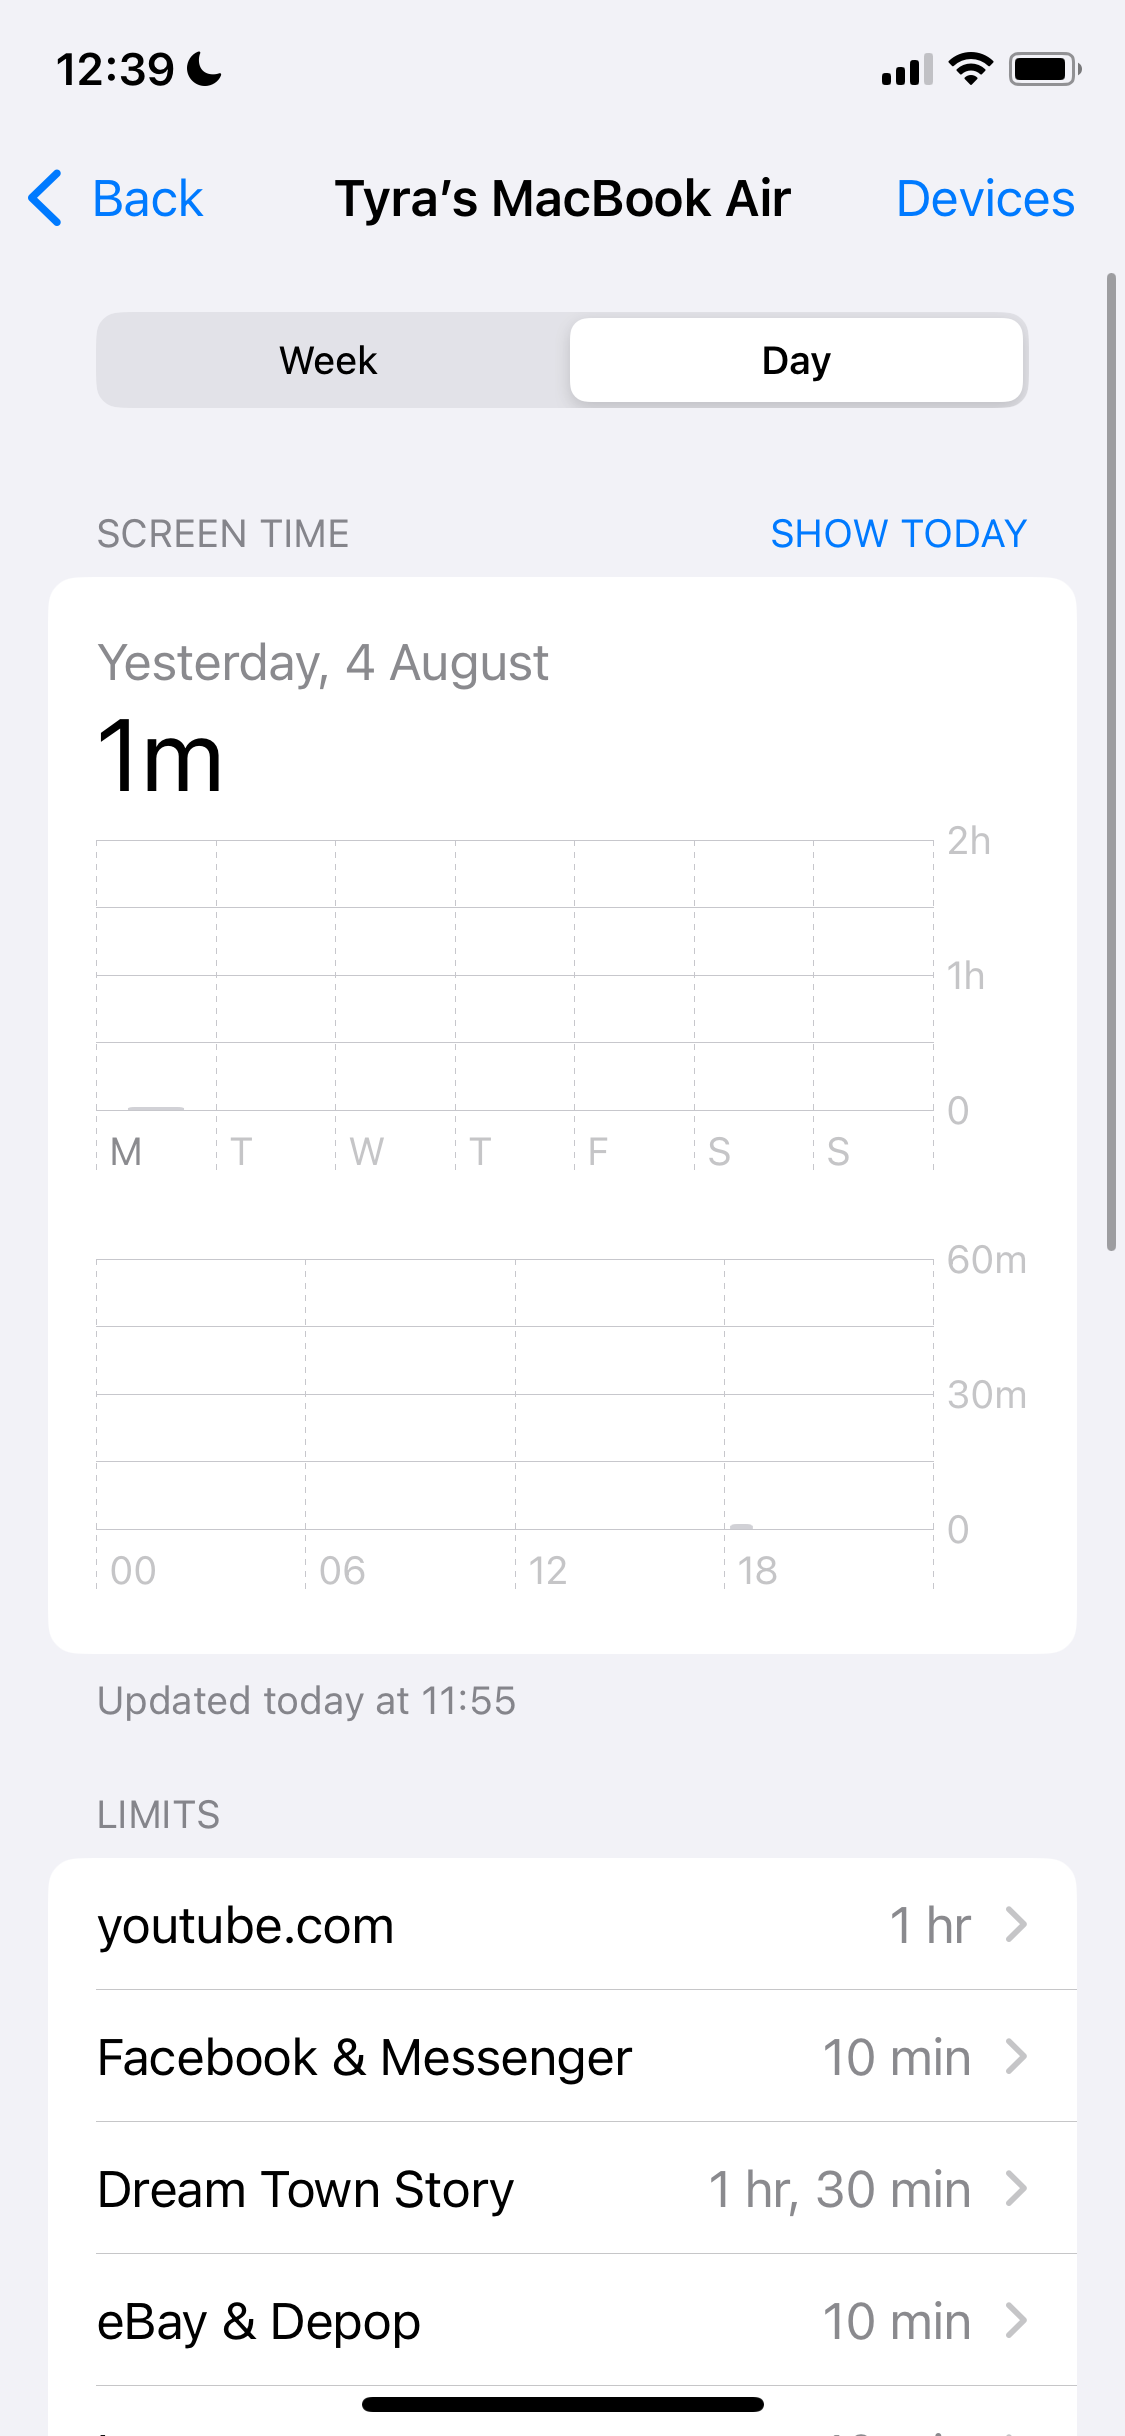 12:39
Back
Tyra's MacBook Air
Devices
Week
Day
SCREEN TIME
SHOW TODAY
Yesterday, 4 August
1m
2h
1h
0
M T W T F S S
60m
30m
0
00 06 12 18
Updated today at 11:55
LIMITS
youtube.com 1 hr
Facebook & Messenger 10 min
Dream Town Story 1 hr, 30 min
eBay & Depop 10 min